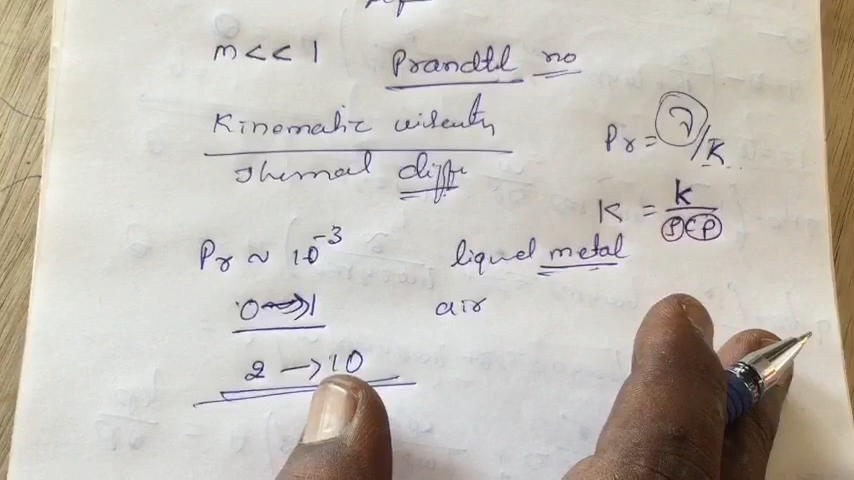 m << 1 Prandtl no
Kinematic viscosity
Thermal diffu
Pr = ν/K
K = k/ρCp
Pr ~ 10⁻³ liquid metal
0 → 1 air
2 → 10